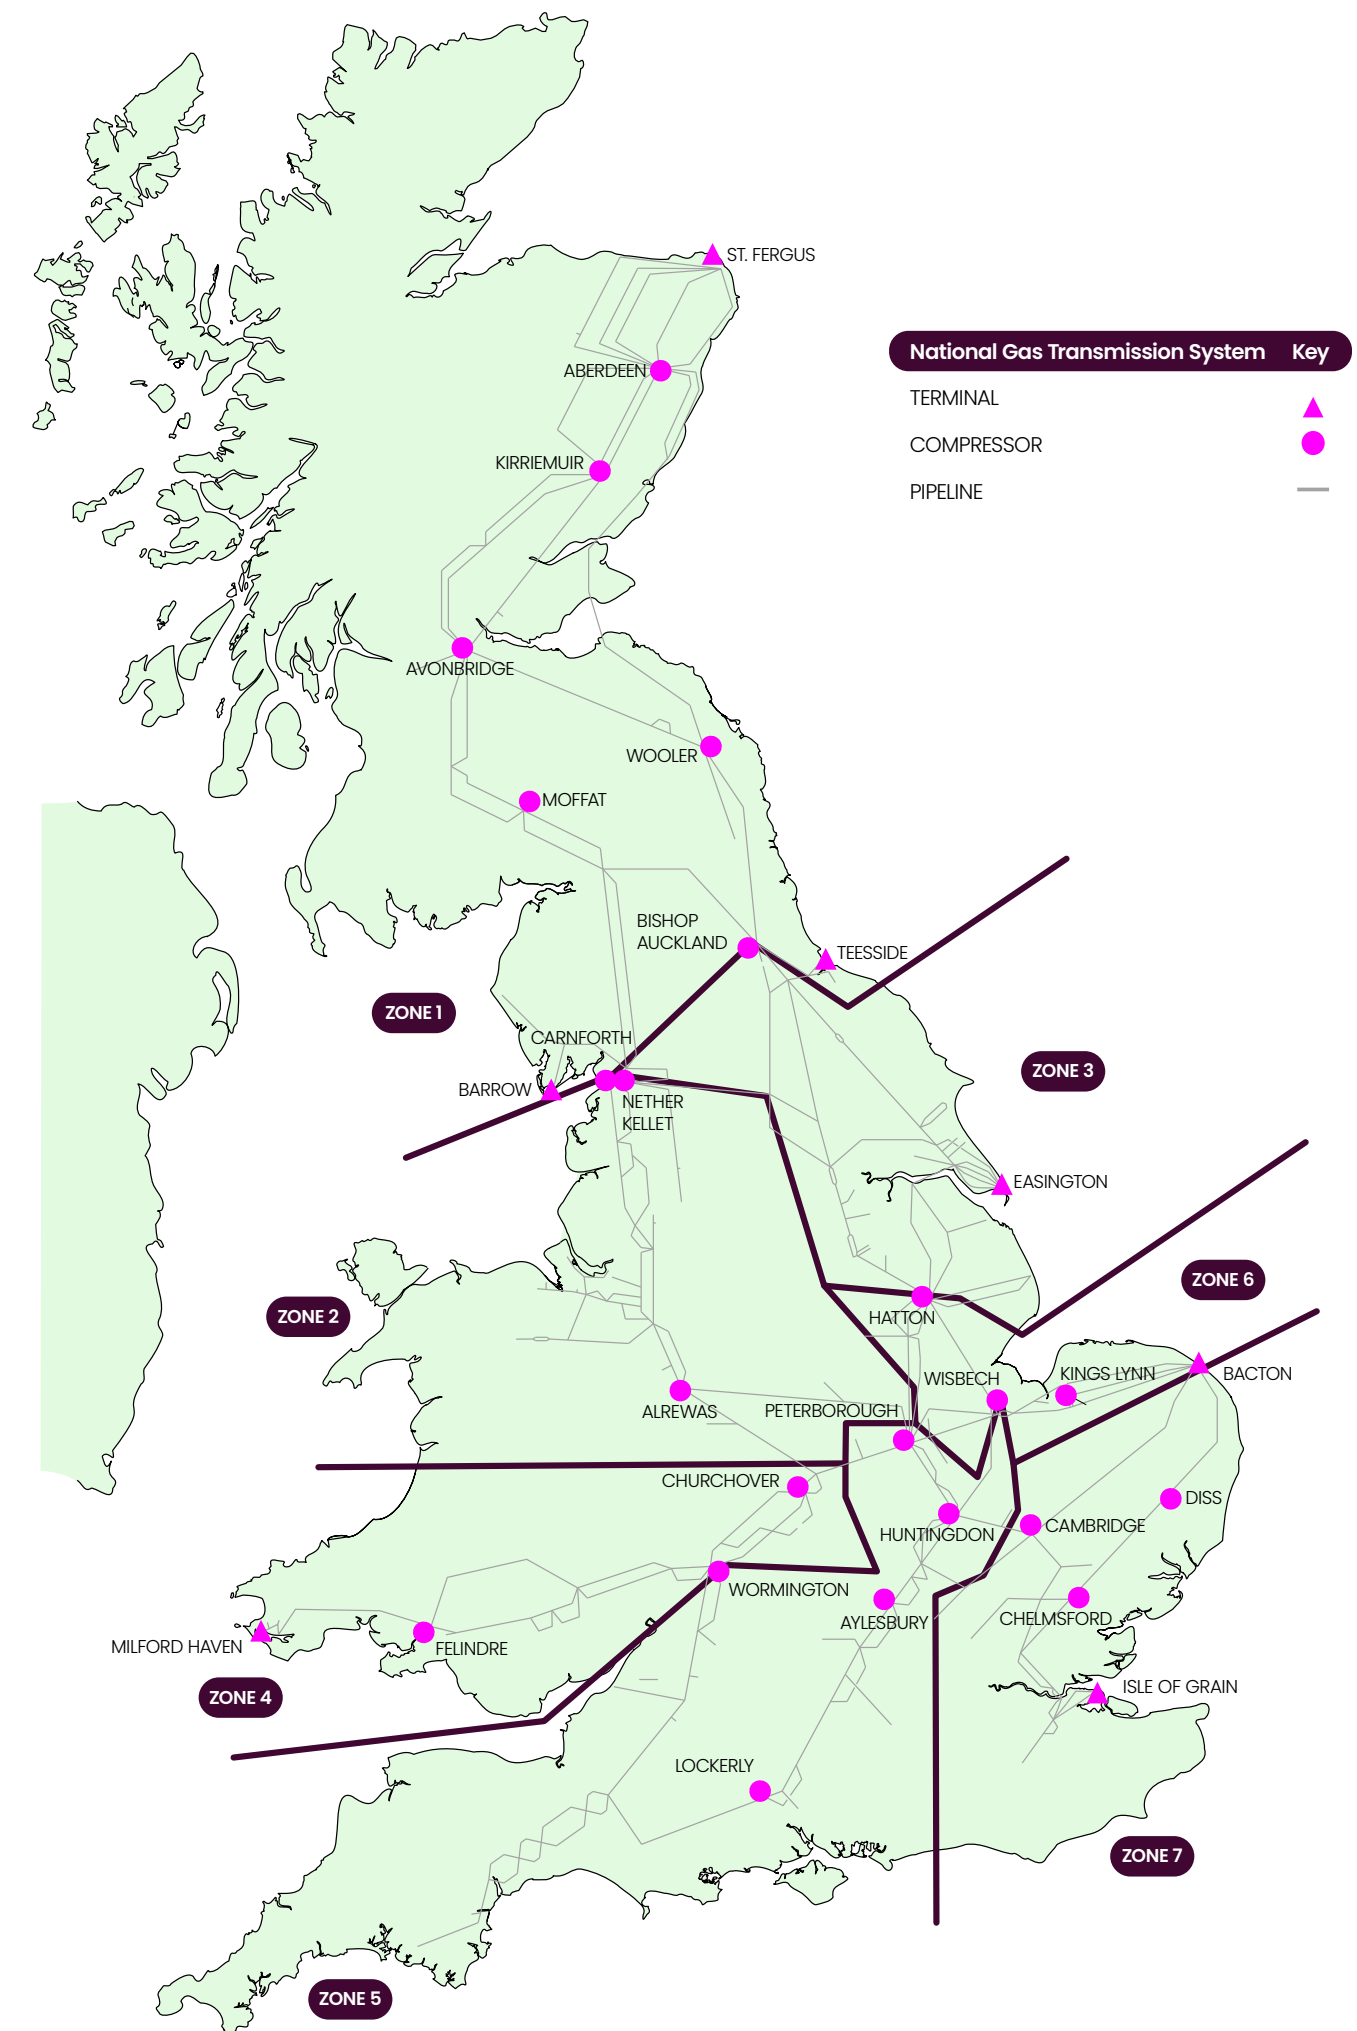 ST. FERGUS
National Gas Transmission System Key
TERMINAL
COMPRESSOR
PIPELINE
ABERDEEN
KIRRIEMUIR
AVONBRIDGE
WOOLER
MOFFAT
BISHOP
AUCKLAND
TEESSIDE
ZONE 1
CARNFORTH
ZONE 3
BARROW
NETHER
KELLET
EASINGTON
ZONE 6
ZONE 2
HATTON
WISBECH
KINGS LYNN
BACTON
ALREWAS
PETERBOROUGH
CHURCHOVER
DISS
HUNTINGDON
CAMBRIDGE
WORMINGTON
AYLESBURY
CHELMSFORD
MILFORD HAVEN
FELINDRE
ZONE 4
ISLE OF GRAIN
LOCKERLY
ZONE 7
ZONE 5